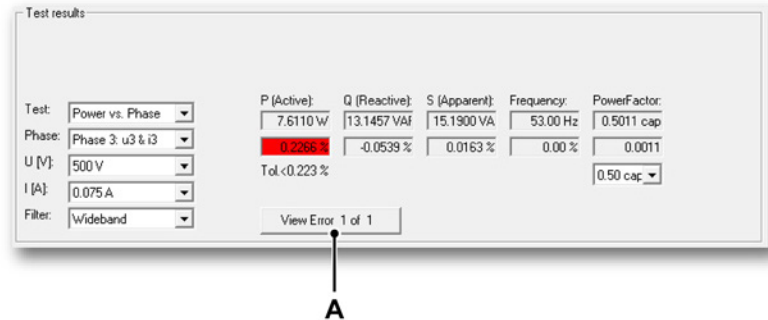 Test results
P (Active): Q (Reactive): S (Apparent): Frequency: PowerFactor:
Test: Power vs. Phase 7.6110 W 13.1457 VAR 15.1900 VA 53.00 Hz 0.5011 cap
Phase: Phase 3: u3 & i3 0.2266 % -0.0539 % 0.0163 % 0.00 % 0.0011
U [V]: 500 V Tol.<0.223 % 0.50 cap
I [A]: 0.075 A
Filter: Wideband View Error 1 of 1
A